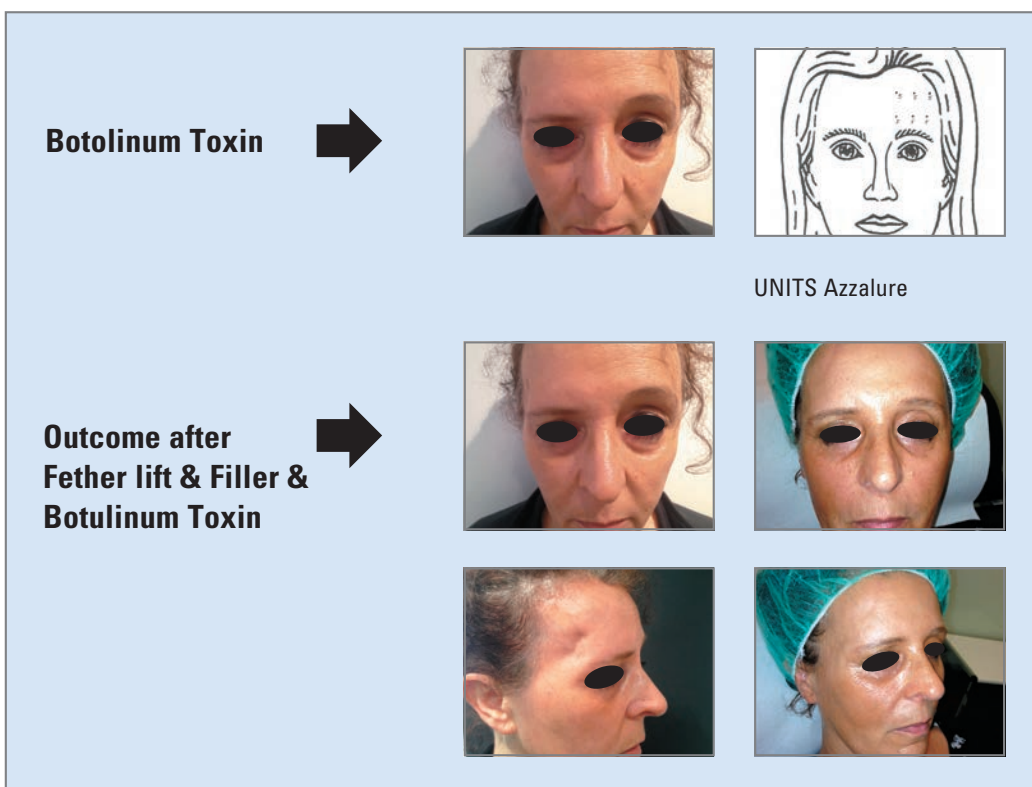 Botolinum Toxin
UNITS Azzalure
Outcome after
Fether lift & Filler &
Botulinum Toxin